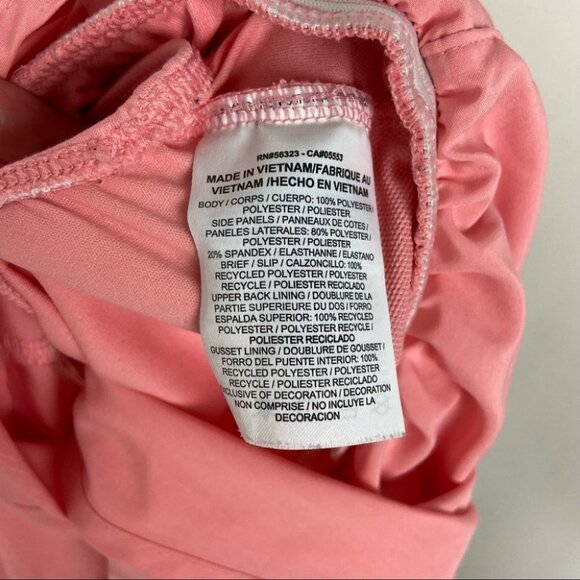 RN#56323 - CA#05553
MADE IN VIETNAM/FABRIQUE AU
VIETNAM /HECHO EN VIETNAM
BODY / CORPS / CUERPO: 100% POLYESTER /
POLYESTER / POLIESTER
SIDE PANELS / PANNEAUX DE COTES /
PANELES LATERALES: 80% POLYESTER /
POLYESTER / POLIESTER
20% SPANDEX / ELASTHANNE / ELASTANO
BRIEF / SLIP / CALZONCILLO: 100%
RECYCLED POLYESTER / POLYESTER
RECYCLE / POLIESTER RECICLADO
UPPER BACK LINING / DOUBLURE DE LA
PARTIE SUPERIEURE DU DOS / FORRO
ESPALDA SUPERIOR: 100% RECYCLED
POLYESTER / POLYESTER RECYCLE /
POLIESTER RECICLADO
GUSSET LINING / DOUBLURE DE GOUSSET /
FORRO DEL PUENTE INTERIOR: 100%
RECYCLED POLYESTER / POLYESTER
RECYCLE / POLIESTER RECICLADO
EXCLUSIVE OF DECORATION / DECORATION
NON COMPRISE / NO INCLUYE LA
DECORACION